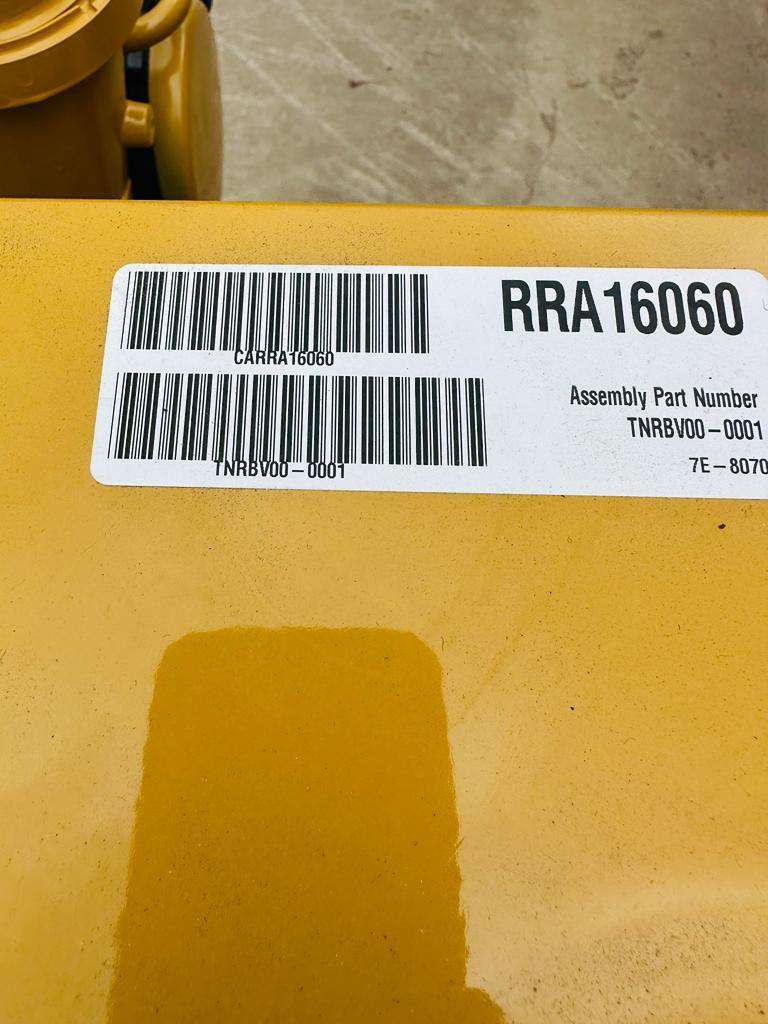 RRA16060
CARRA16060
Assembly Part Number
TNRBV00-0001
TNRBV00-0001
7E-8070